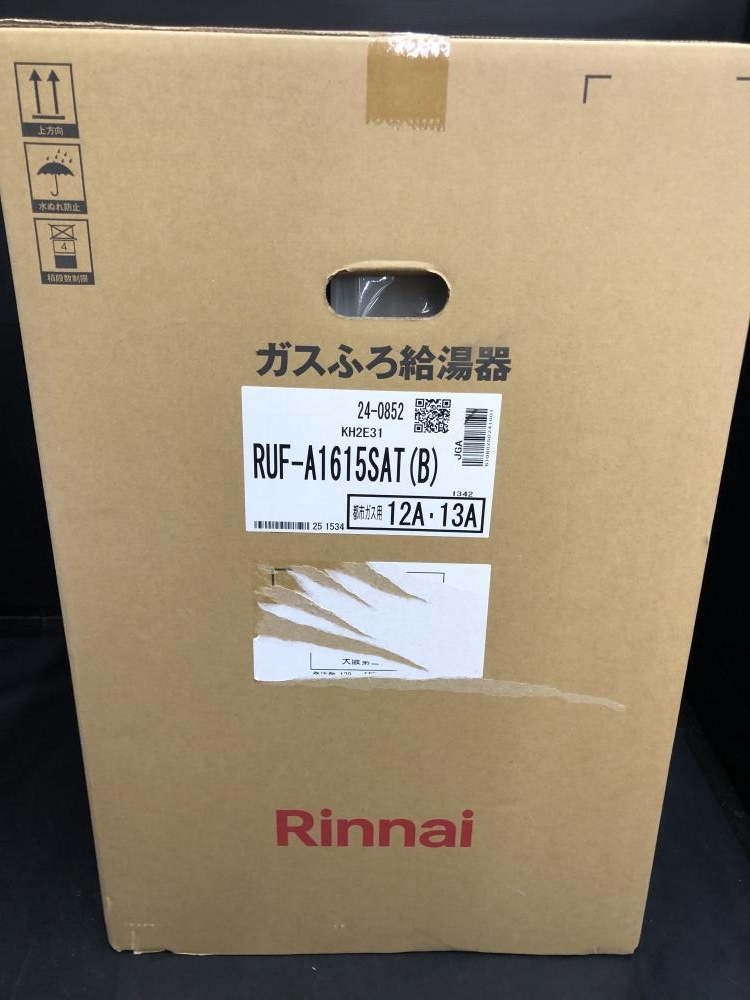 上方向
水ぬれ防止
4
積段数制限
ガスふろ給湯器
24-0852
KH2E31
JGA
RUF-A1615SAT(B)
1342
都市ガス用 12A・13A
25 1534
Rinnai